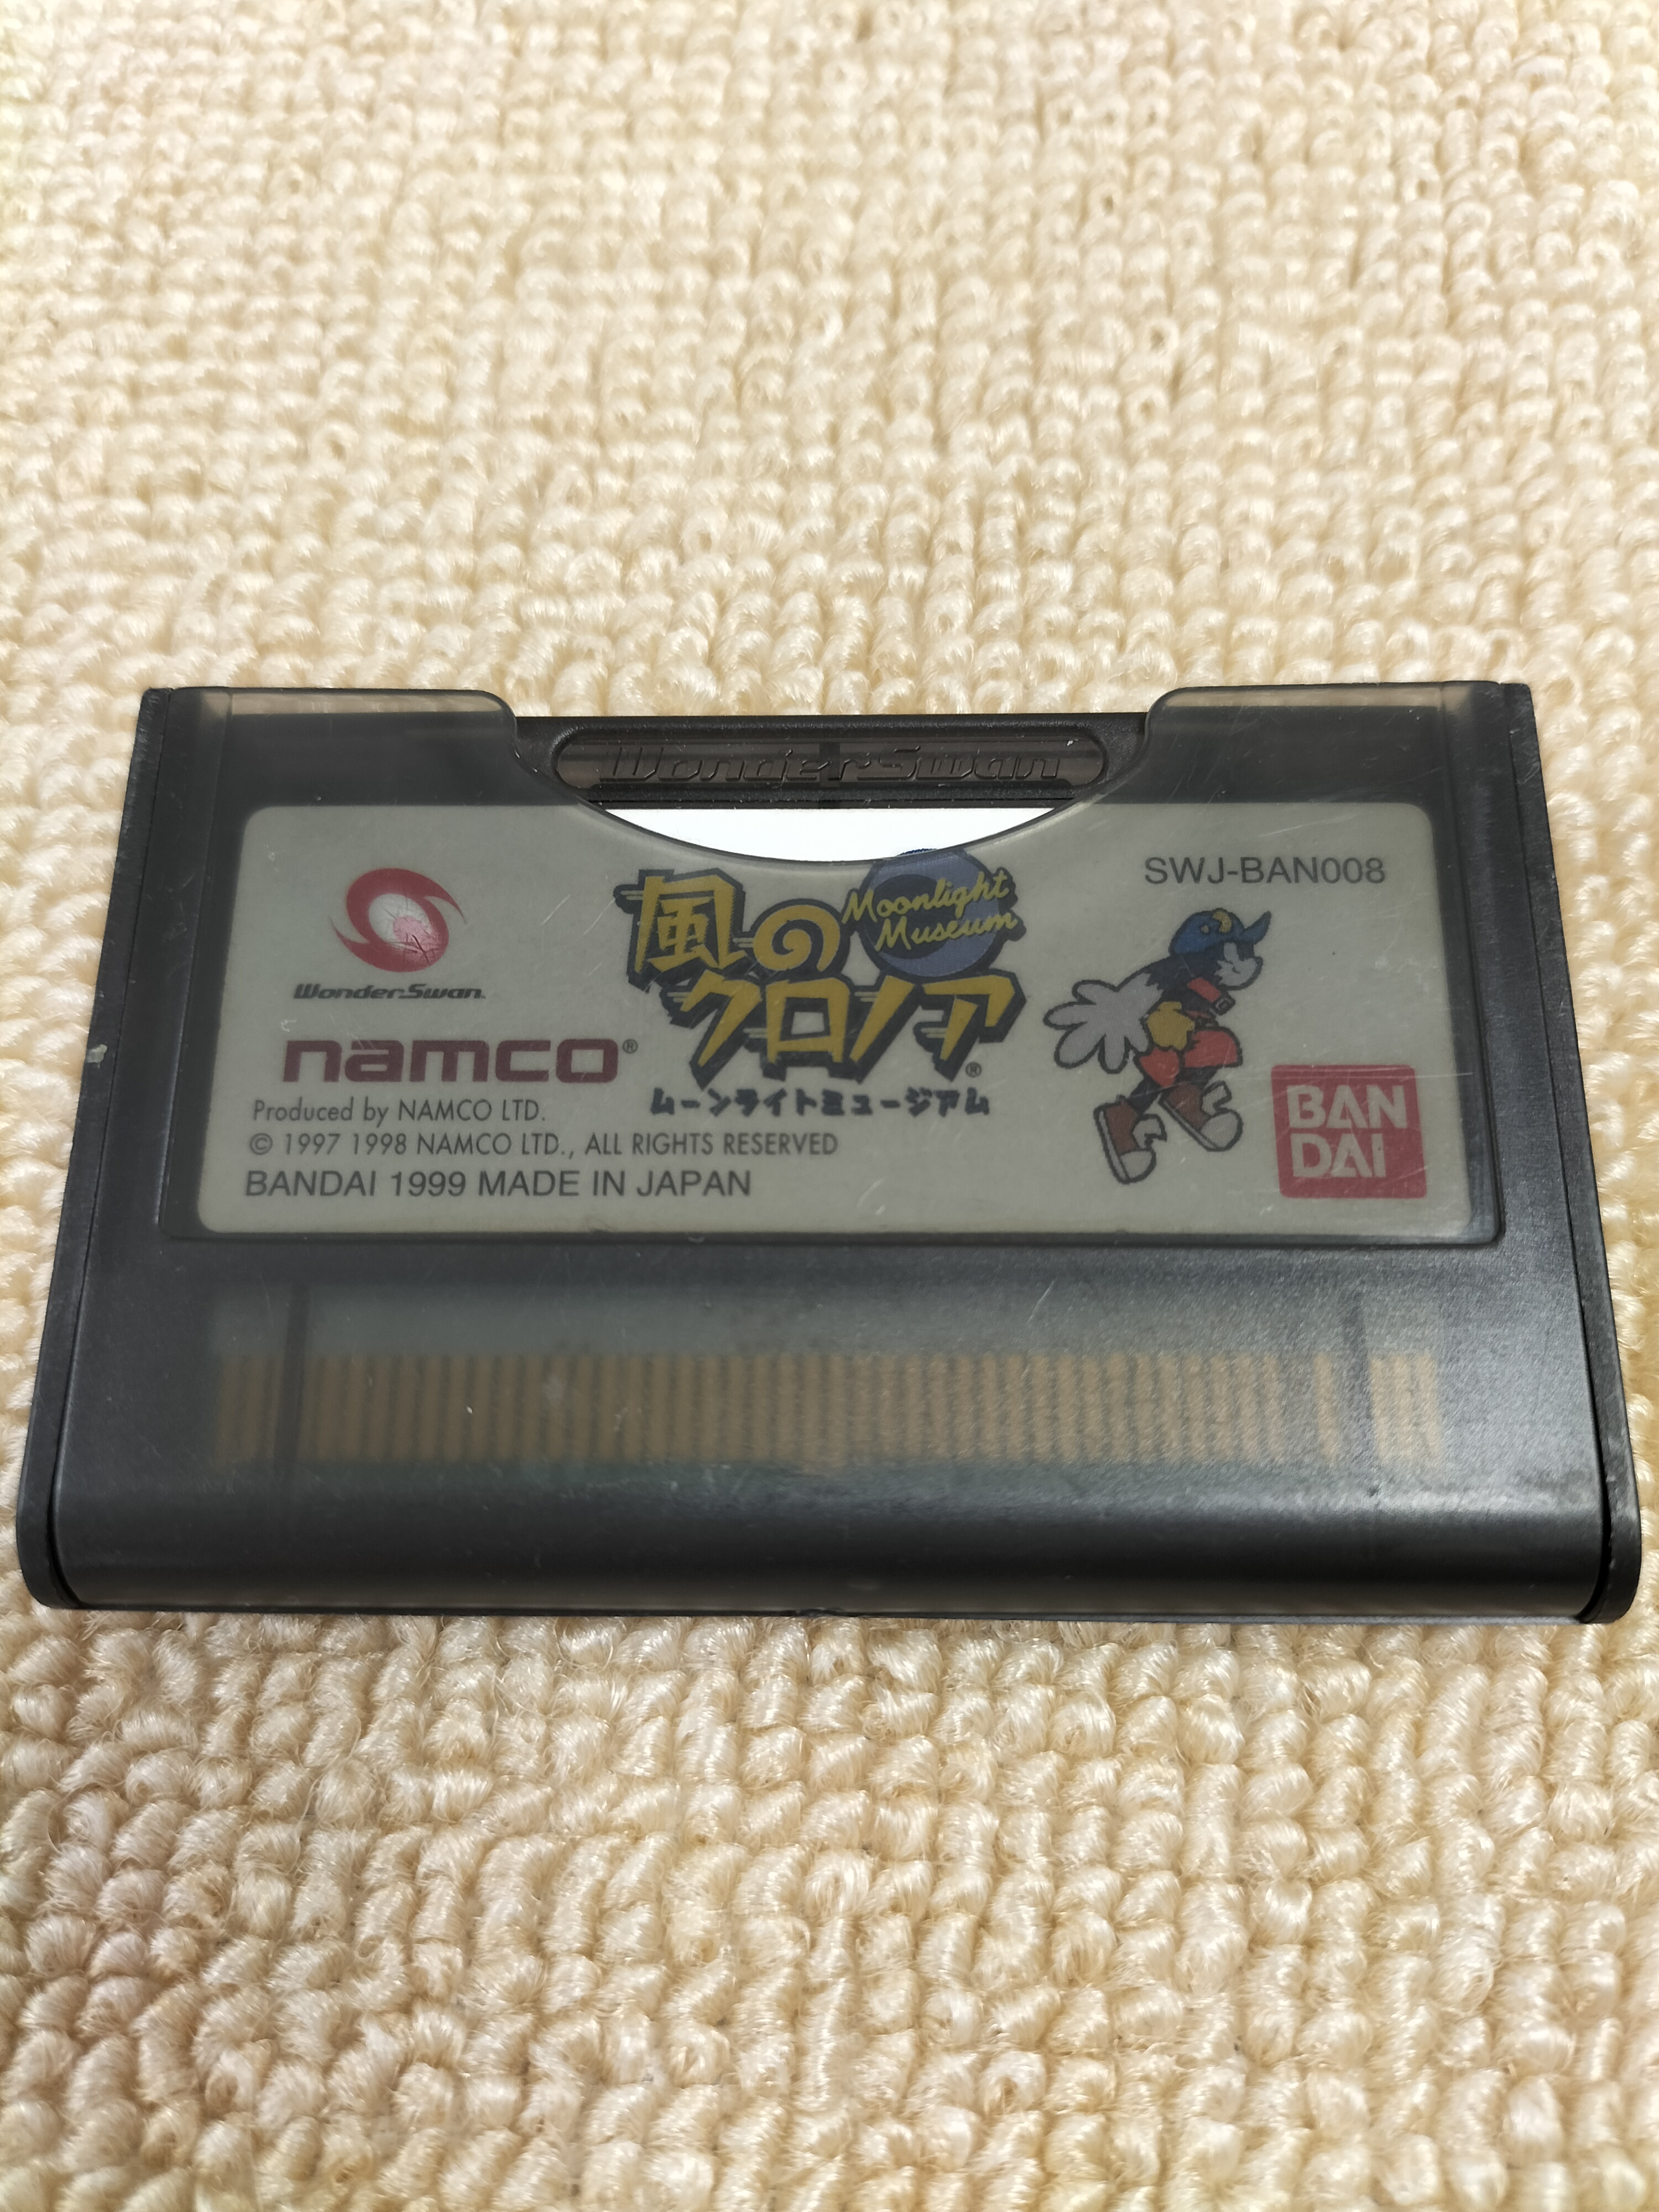 WonderSwan
SWJ-BAN008
WonderSwan
風の
Moonlight
Museum
クロノア®
ムーンライトミュージアム
namco®
Produced by NAMCO LTD.
© 1997 1998 NAMCO LTD., ALL RIGHTS RESERVED
BANDAI 1999 MADE IN JAPAN
BAN
DAI